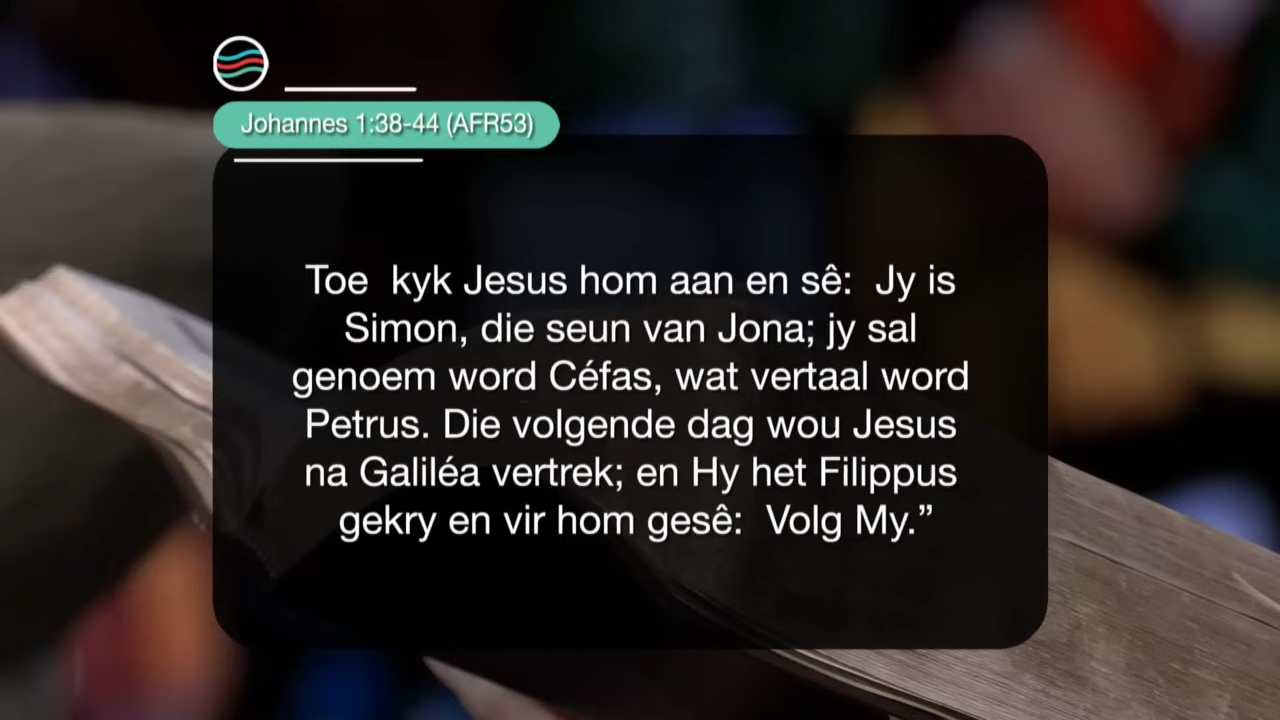 Johannes 1:38-44 (AFR53)
Toe  kyk Jesus hom aan en sê:  Jy is
Simon, die seun van Jona; jy sal
genoem word Céfas, wat vertaal word
Petrus. Die volgende dag wou Jesus
na Galiléa vertrek; en Hy het Filippus
gekry en vir hom gesê:  Volg My.”